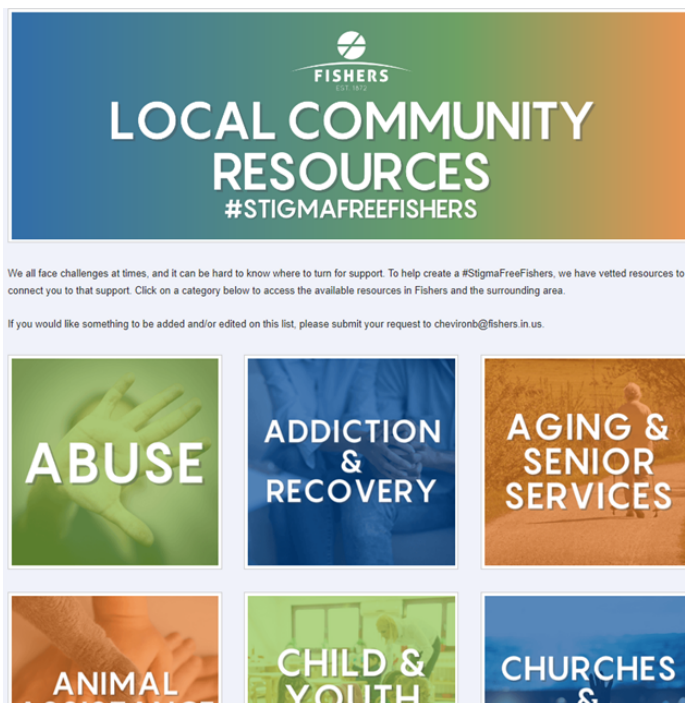 FISHERS
EST. 1872
LOCAL COMMUNITY
RESOURCES
#STIGMAFREEFISHERS
We all face challenges at times, and it can be hard to know where to turn for support. To help create a #StigmaFreeFishers, we have vetted resources to
connect you to that support. Click on a category below to access the available resources in Fishers and the surrounding area.
If you would like something to be added and/or edited on this list, please submit your request to chevironb@fishers.in.us.
ABUSE
ADDICTION
&
RECOVERY
AGING &
SENIOR
SERVICES
ANIMAL
ASSISTANCE
CHILD &
YOUTH
CHURCHES
&